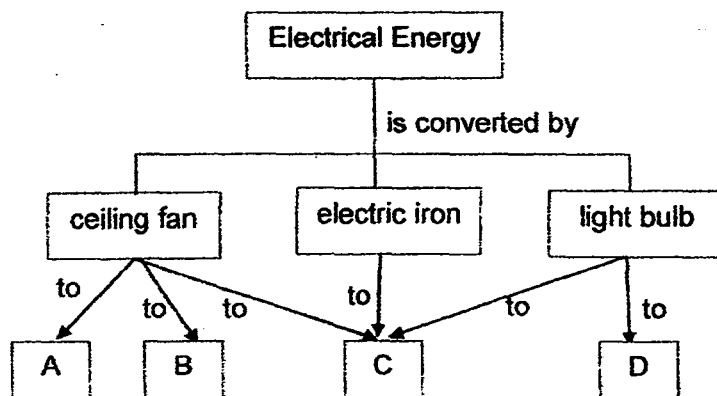 Electrical Energy
is converted by
ceiling fan
electric iron
light bulb
to
to
to
to
to
to
A
B
C
D